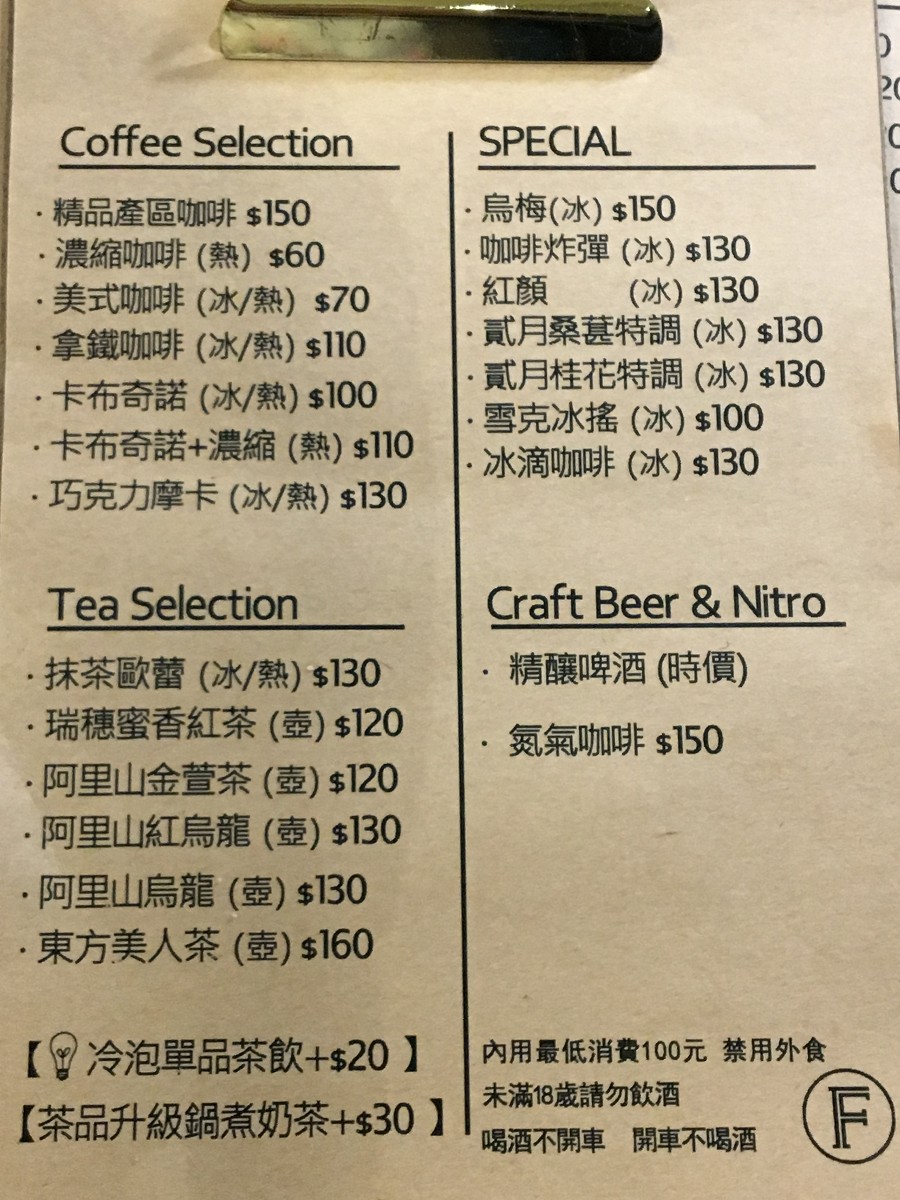 Coffee Selection
· 精品產區咖啡 $150
· 濃縮咖啡 (熱) $60
· 美式咖啡 (冰/熱) $70
· 拿鐵咖啡 (冰/熱) $110
· 卡布奇諾 (冰/熱) $100
· 卡布奇諾+濃縮 (熱) $110
· 巧克力摩卡 (冰/熱) $130
Tea Selection
· 抹茶歐蕾 (冰/熱) $130
· 瑞穗蜜香紅茶 (壺) $120
· 阿里山金萱茶 (壺) $120
· 阿里山紅烏龍 (壺) $130
· 阿里山烏龍 (壺) $130
· 東方美人茶 (壺) $160
【冷泡單品茶飲+$20 】
【茶品升級鍋煮奶茶+$30 】
SPECIAL
· 烏梅(冰) $150
· 咖啡炸彈 (冰) $130
· 紅顏 (冰) $130
· 貳月桑葚特調 (冰) $130
· 貳月桂花特調 (冰) $130
· 雪克冰搖 (冰) $100
· 冰滴咖啡 (冰) $130
Craft Beer & Nitro
· 精釀啤酒 (時價)
· 氮氣咖啡 $150
內用最低消費100元 禁用外食
未滿18歲請勿飲酒
喝酒不開車 開車不喝酒
F